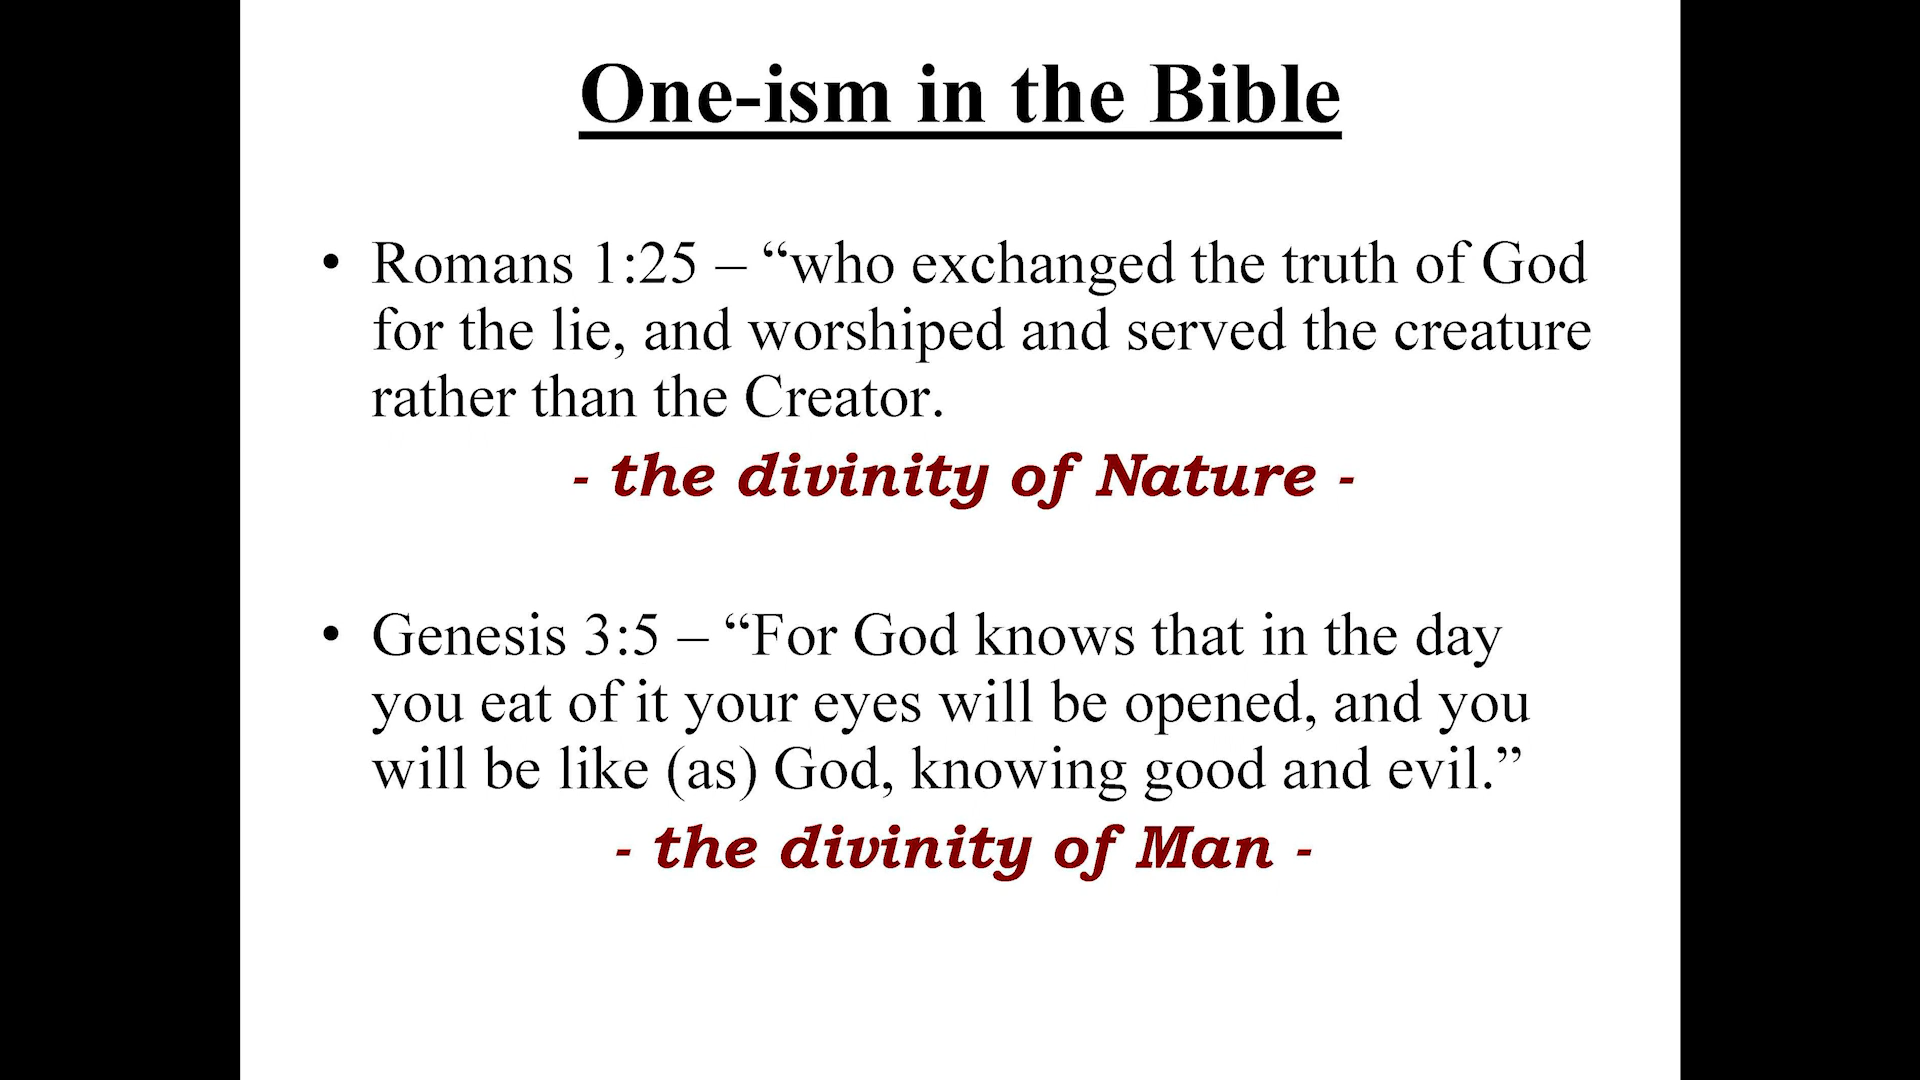 One-ism in the Bible
• Romans 1:25 – “who exchanged the truth of God
for the lie, and worshiped and served the creature
rather than the Creator.
- the divinity of Nature -
• Genesis 3:5 – “For God knows that in the day
you eat of it your eyes will be opened, and you
will be like (as) God, knowing good and evil.”
- the divinity of Man -